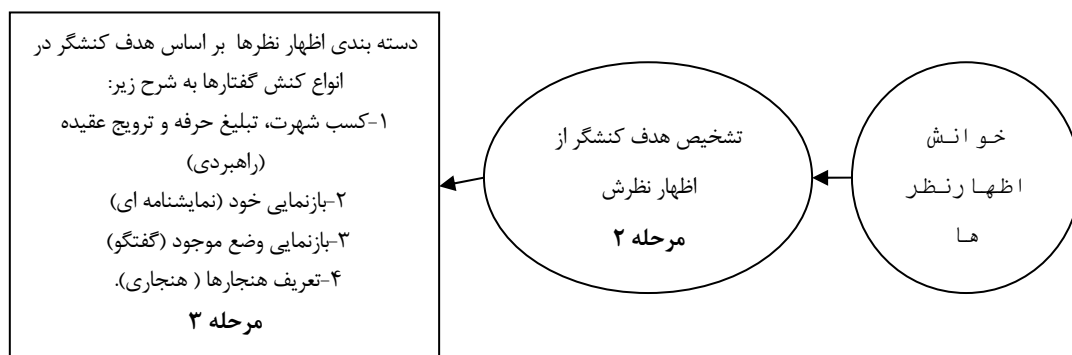 خوانش
اظهارنظر
ها
تشخیص هدف کنشگر از
اظهار نظرش
مرحله ۲
دسته بندی اظهار نظرها بر اساس هدف کنشگر در
انواع کنش گفتارها به شرح زیر:
۱-کسب شهرت، تبلیغ حرفه و ترویج عقیده
(راهبردی)
۲-بازنمایی خود (نمایشنامه ای)
۳-بازنمایی وضع موجود (گفتگو)
۴-تعریف هنجارها ( هنجاری).
مرحله ۳